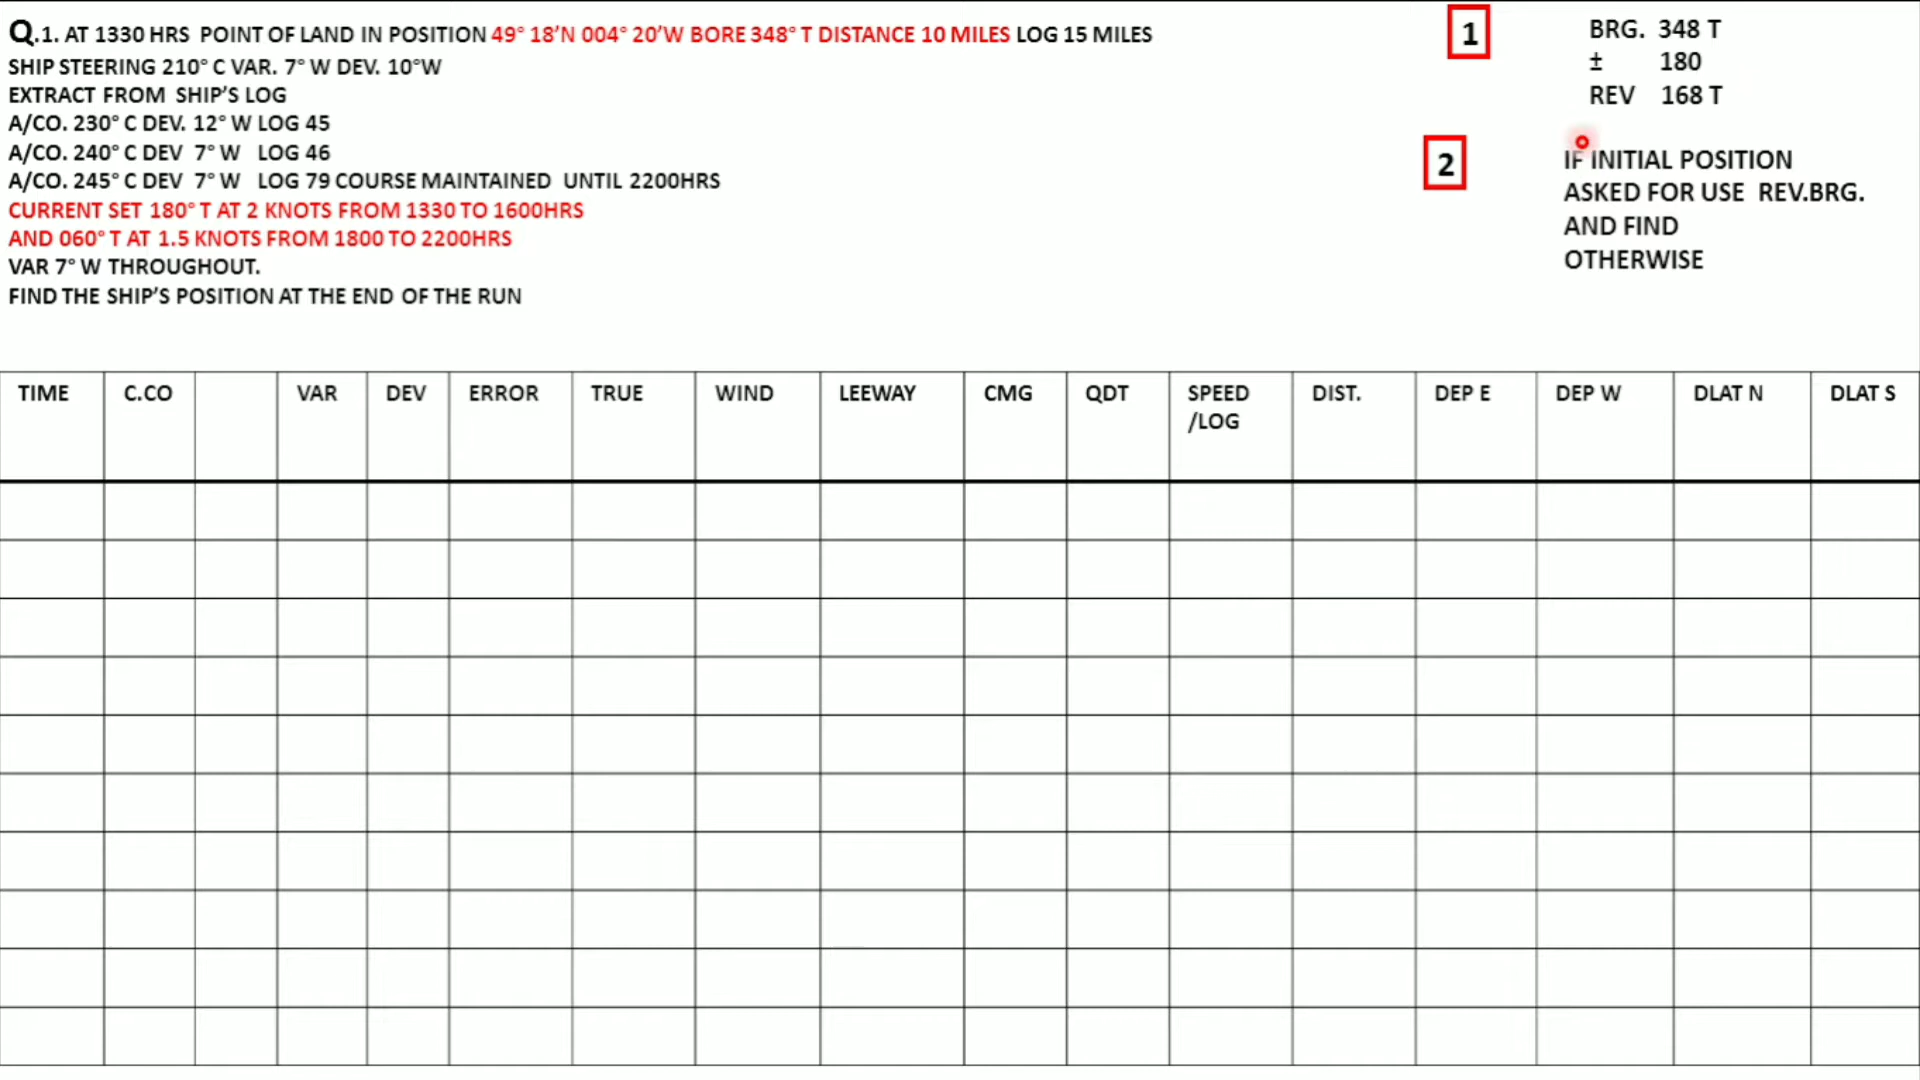 Q.1. AT 1330 HRS POINT OF LAND IN POSITION 49° 18'N 004° 20'W BORE 348° T DISTANCE 10 MILES LOG 15 MILES
SHIP STEERING 210° C VAR. 7° W DEV. 10°W
EXTRACT FROM SHIP'S LOG
A/CO. 230° C DEV. 12° W LOG 45
A/CO. 240° C DEV 7° W LOG 46
A/CO. 245° C DEV 7° W LOG 79 COURSE MAINTAINED UNTIL 2200HRS
CURRENT SET 180° T AT 2 KNOTS FROM 1330 TO 1600HRS
AND 060° T AT 1.5 KNOTS FROM 1800 TO 2200HRS
VAR 7° W THROUGHOUT.
FIND THE SHIP'S POSITION AT THE END OF THE RUN
1
BRG. 348 T
± 180
REV 168 T
2
IF INITIAL POSITION
ASKED FOR USE REV.BRG.
AND FIND
OTHERWISE
TIME C.CO VAR DEV ERROR TRUE WIND LEEWAY CMG QDT SPEED /LOG DIST. DEP E DEP W DLAT N DLAT S